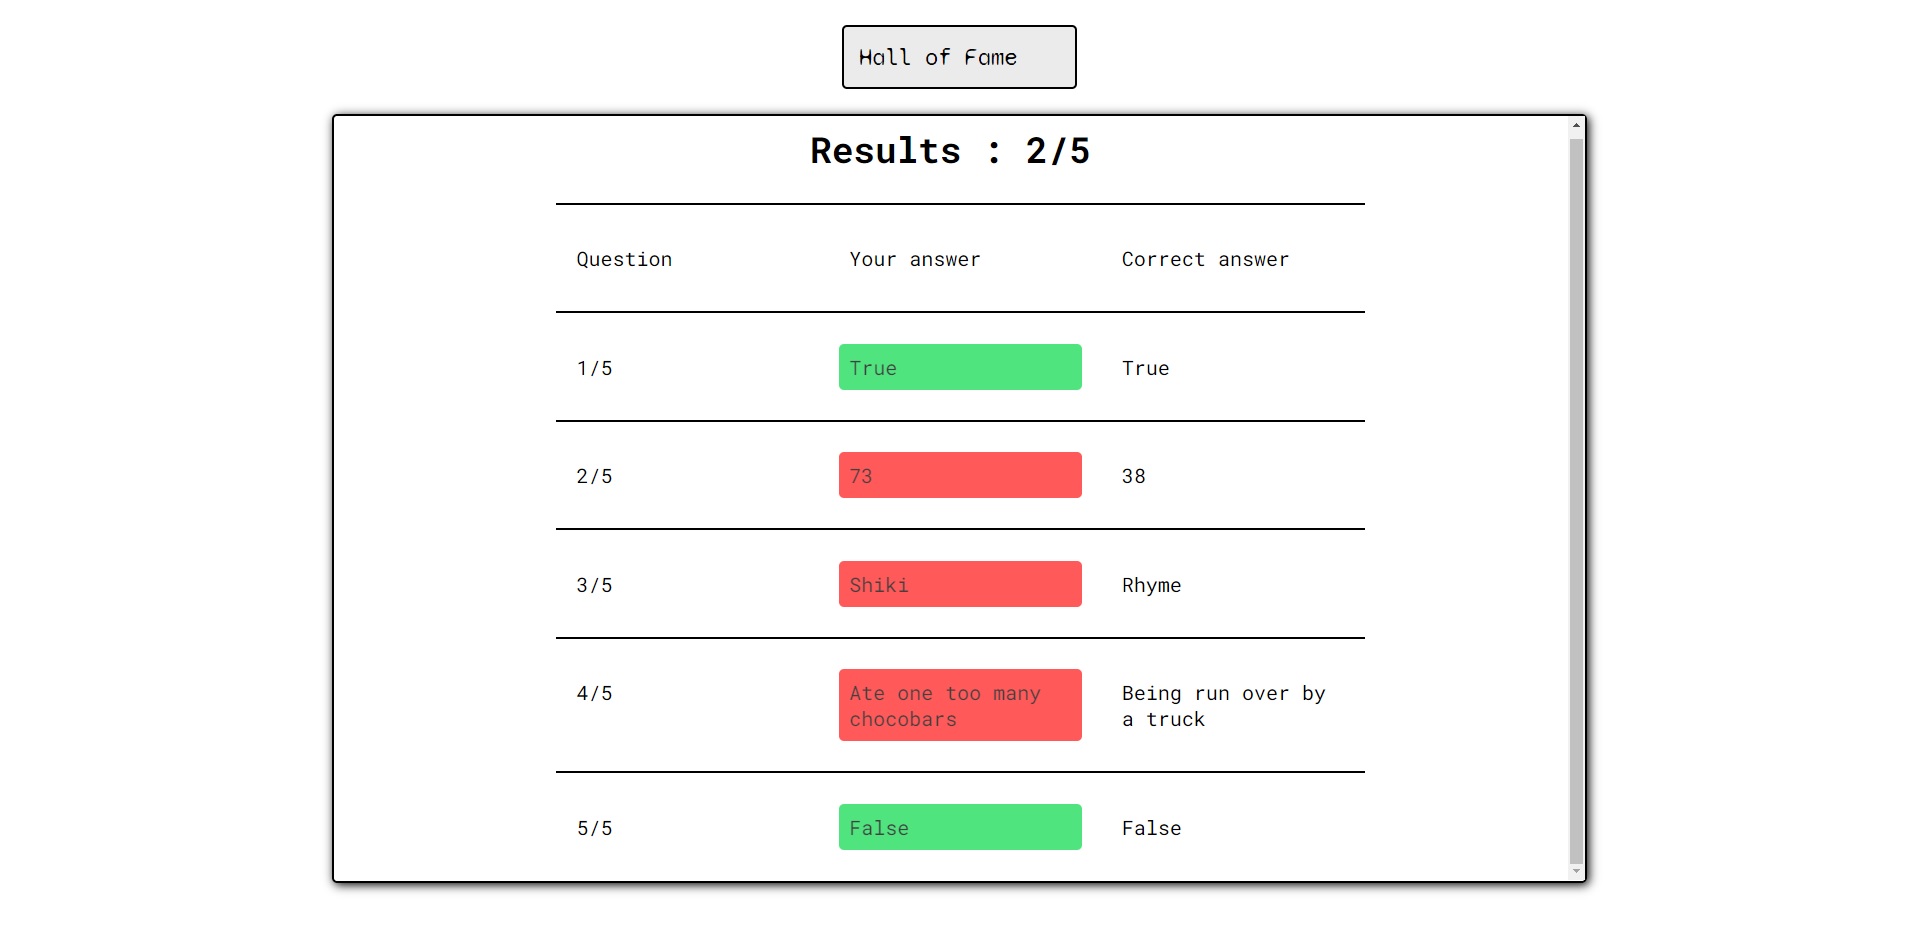 Hall of Fame
Results : 2/5
Question Your answer Correct answer
1/5 True True
2/5 73 38
3/5 Shiki Rhyme
4/5 Ate one too many chocobars Being run over by a truck
5/5 False False